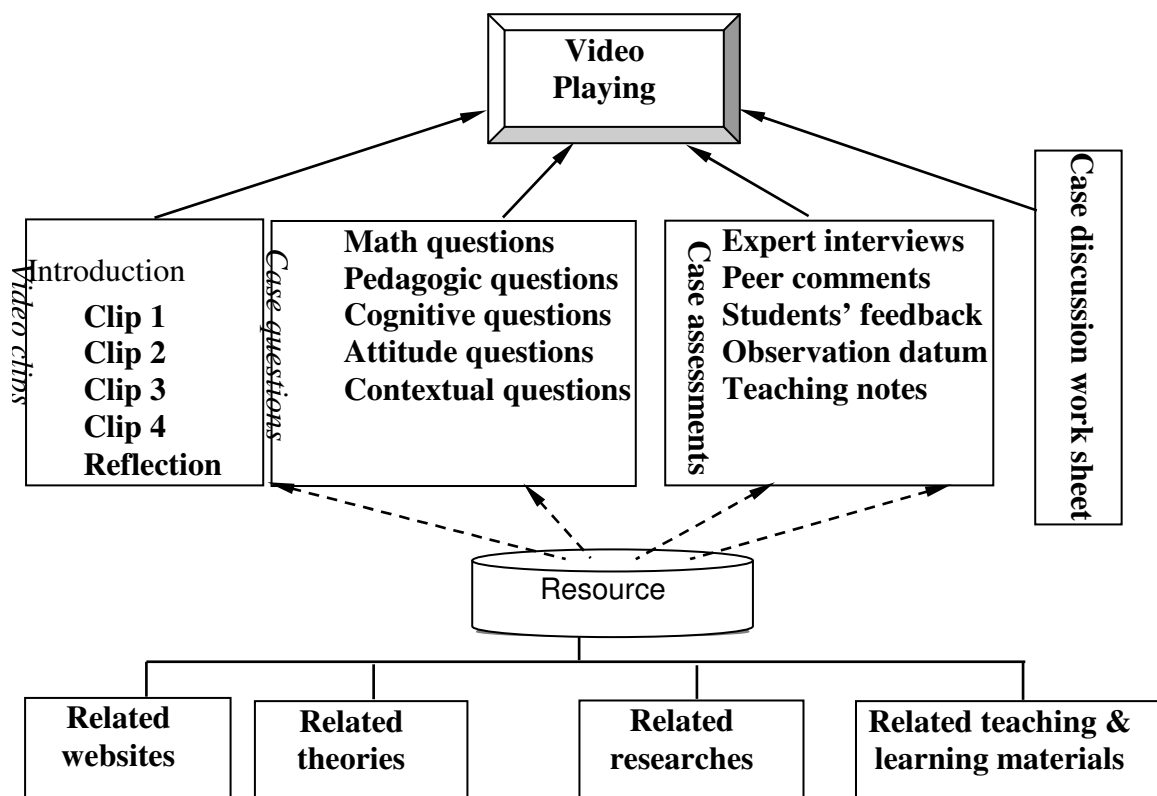 Video
Playing
Video clips
Introduction
Clip 1
Clip 2
Clip 3
Clip 4
Reflection
Case questions
Math questions
Pedagogic questions
Cognitive questions
Attitude questions
Contextual questions
Case assessments
Expert interviews
Peer comments
Students’ feedback
Observation datum
Teaching notes
Case discussion work sheet
Resource
Related
websites
Related
theories
Related
researches
Related teaching &
learning materials